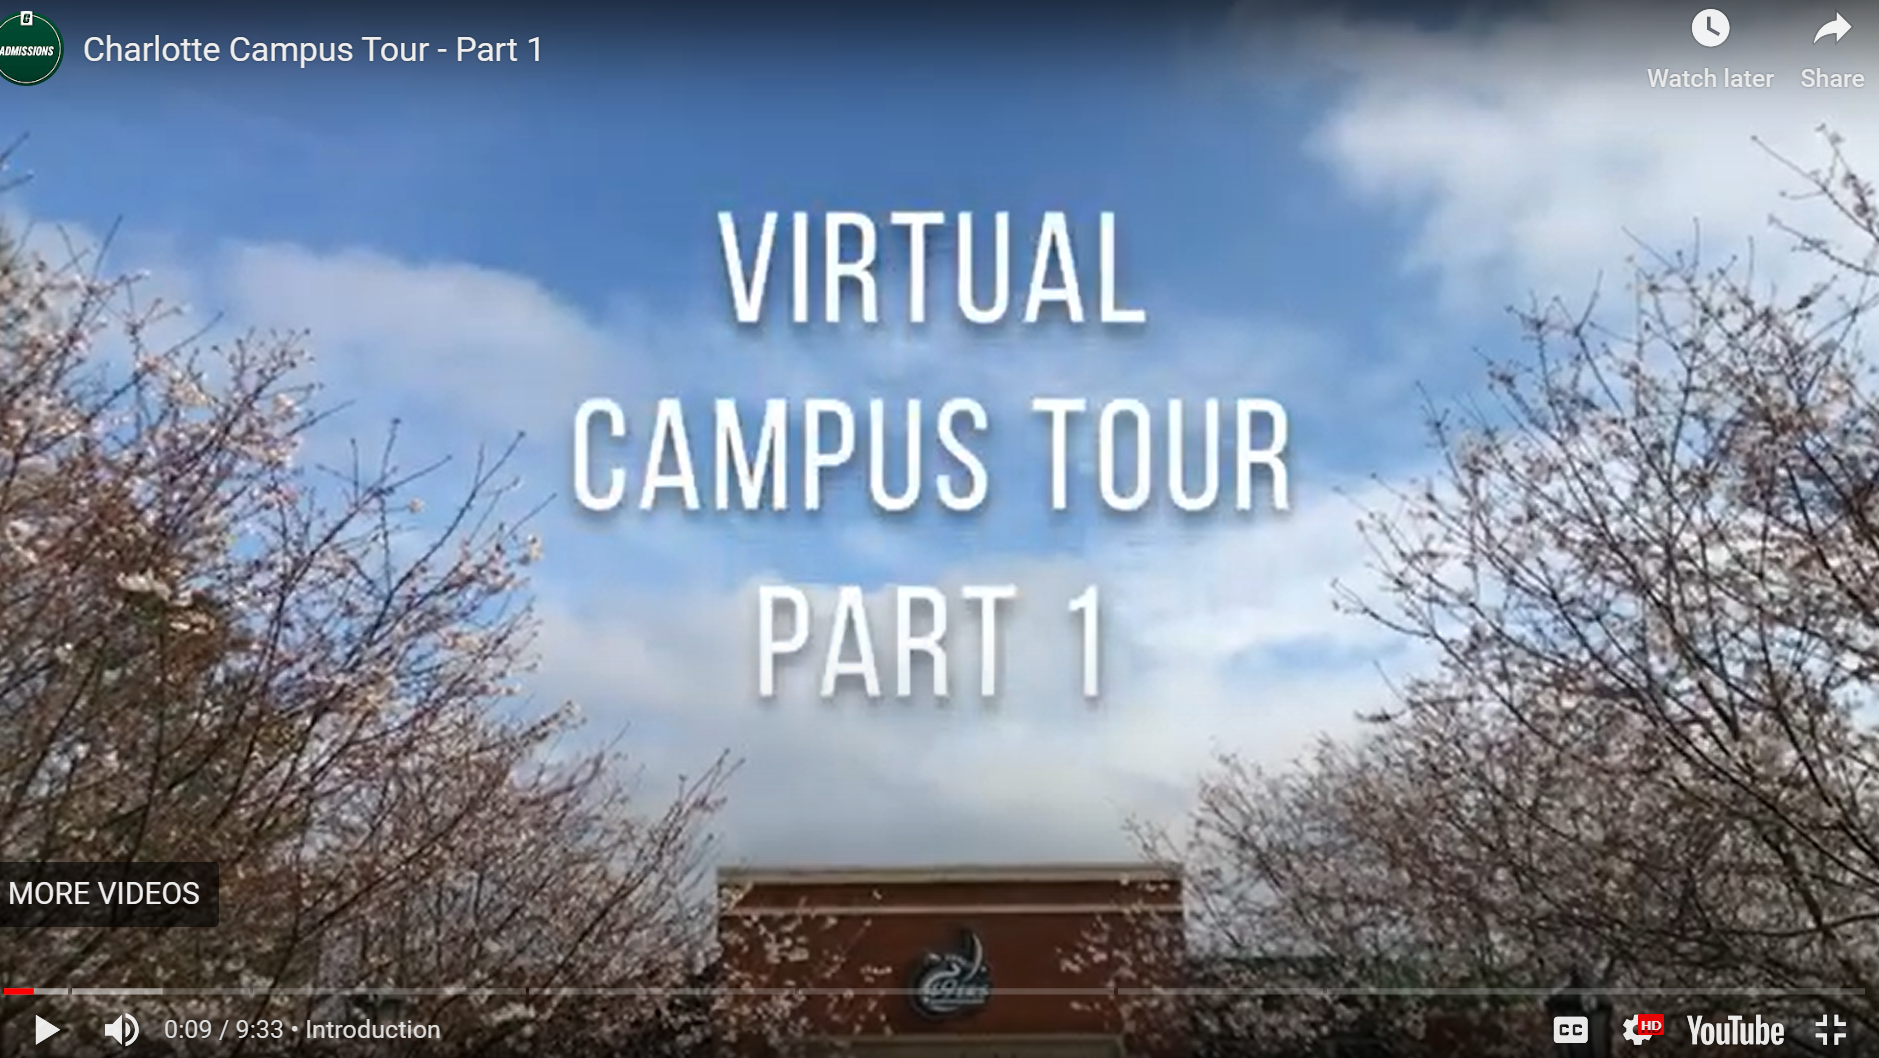 ADMISSIONS
Charlotte Campus Tour - Part 1
Watch later
Share
VIRTUAL
CAMPUS TOUR
PART 1
MORE VIDEOS
49ERS
0:09 / 9:33 • Introduction
CC
HD
YouTube